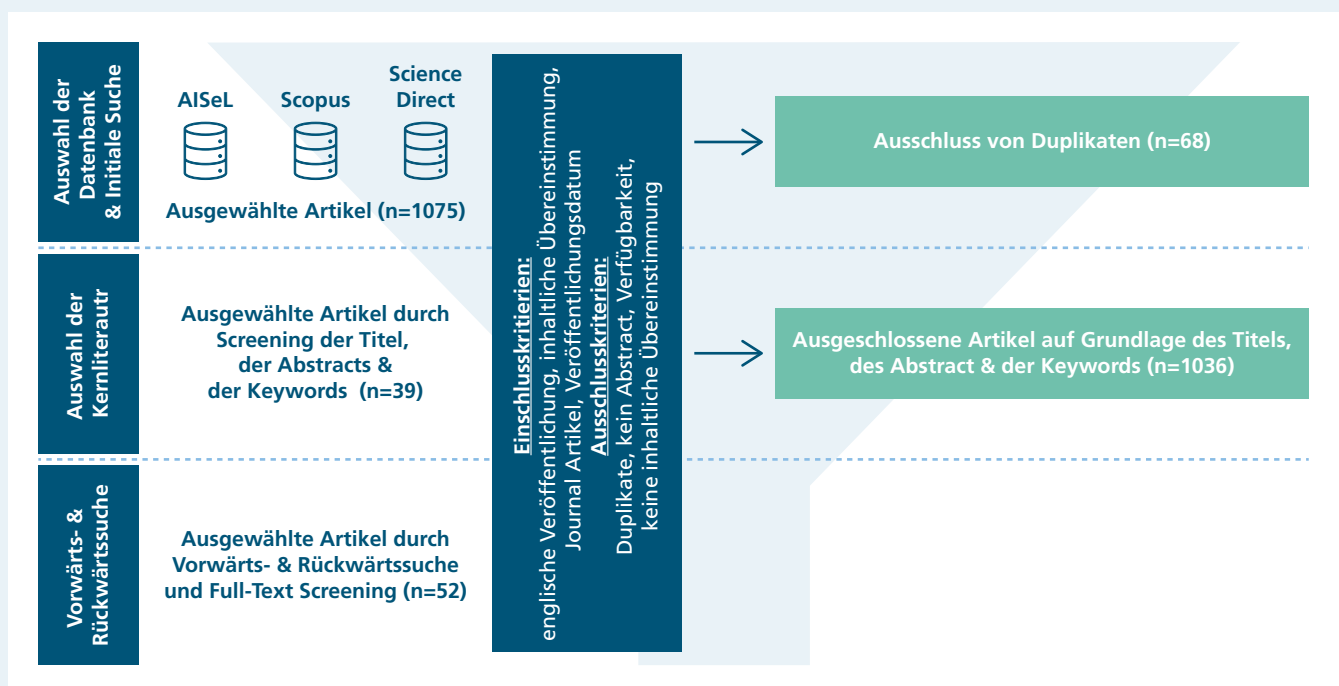 Auswahl der
Datenbank
& Initiale Suche
AISeL
Scopus
Science
Direct
Ausgewählte Artikel (n=1075)
Einschlusskritierien:
englische Veröffentlichung, inhaltliche Übereinstimmung,
Journal Artikel, Veröffentlichungsdatum
Ausschlusskriterien:
Duplikate, kein Abstract, Verfügbarkeit,
keine inhaltliche Übereinstimmung
Ausschluss von Duplikaten (n=68)
Auswahl der
Kernliterautr
Ausgewählte Artikel durch
Screening der Titel,
der Abstracts &
der Keywords (n=39)
Ausgeschlossene Artikel auf Grundlage des Titels,
des Abstract & der Keywords (n=1036)
Vorwärts- &
Rückwärtssuche
Ausgewählte Artikel durch
Vorwärts- & Rückwärtssuche
und Full-Text Screening (n=52)